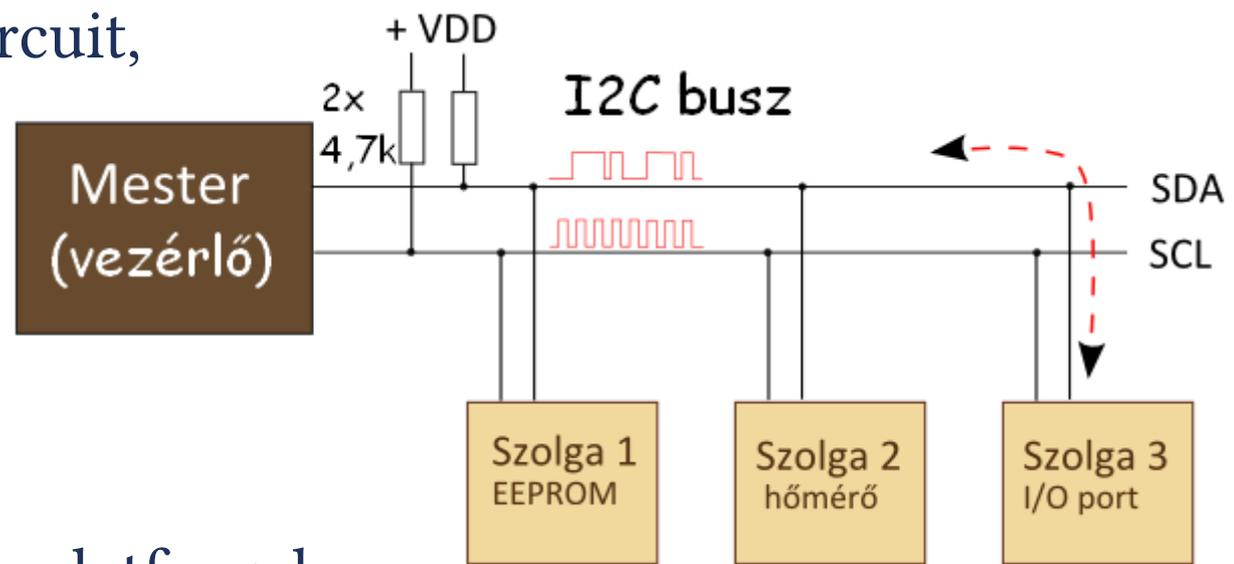 rcuit,
+ VDD
2x
4,7k
I2C busz
Mester
(vezérlő)
SDA
SCL
Szolga 1
EEPROM
Szolga 2
hőmérő
Szolga 3
I/O port